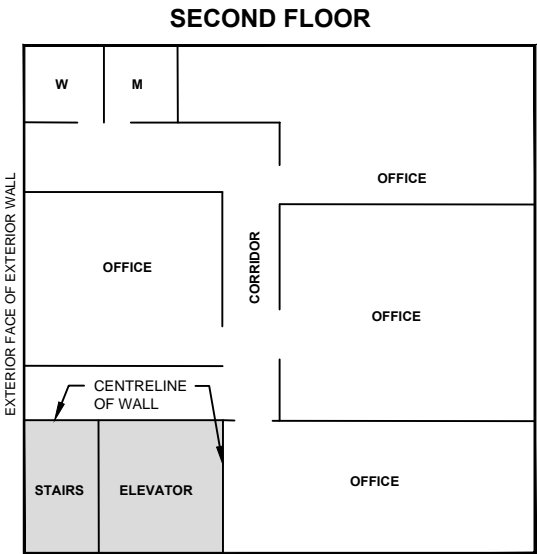 SECOND FLOOR
W
M
OFFICE
EXTERIOR FACE OF EXTERIOR WALL
OFFICE
CORRIDOR
OFFICE
CENTRELINE
OF WALL
STAIRS
ELEVATOR
OFFICE